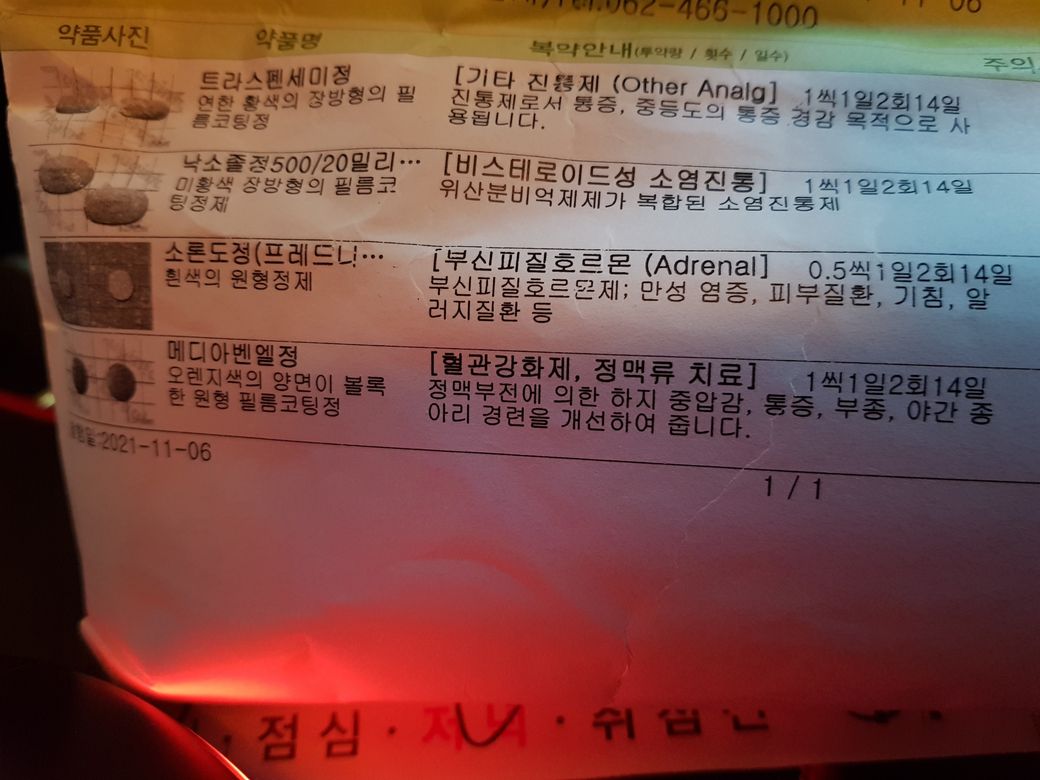 Tel.062-466-1000
약품사진 약품명 복약안내(투약량 / 횟수 / 일수) 주의
트라스펜세미정 [기타 진통제 (Other Analg] 1씩1일2회14일
연한 황색의 장방형의 필 진통제로서 통증, 중등도의 통증 경감 목적으로 사
름코팅정 용됩니다.
낙소졸정500/20밀리… [비스테로이드성 소염진통] 1씩1일2회14일
미황색 장방형의 필름코 위산분비억제제가 복합된 소염진통제
팅정제
소론도정(프레드니… [부신피질호르몬 (Adrenal] 0.5씩1일2회14일
흰색의 원형정제 부신피질호르몬제; 만성 염증, 피부질환, 기침, 알
러지질환 등
메디아벤엘정 [혈관강화제, 정맥류 치료] 1씩1일2회14일
오렌지색의 양면이 볼록 정맥부전에 의한 하지 중압감, 통증, 부종, 야간 종
한 원형 필름코팅정 아리 경련을 개선하여 줍니다.
2021-11-06
1 / 1
점심 · 저녁 · 취침전